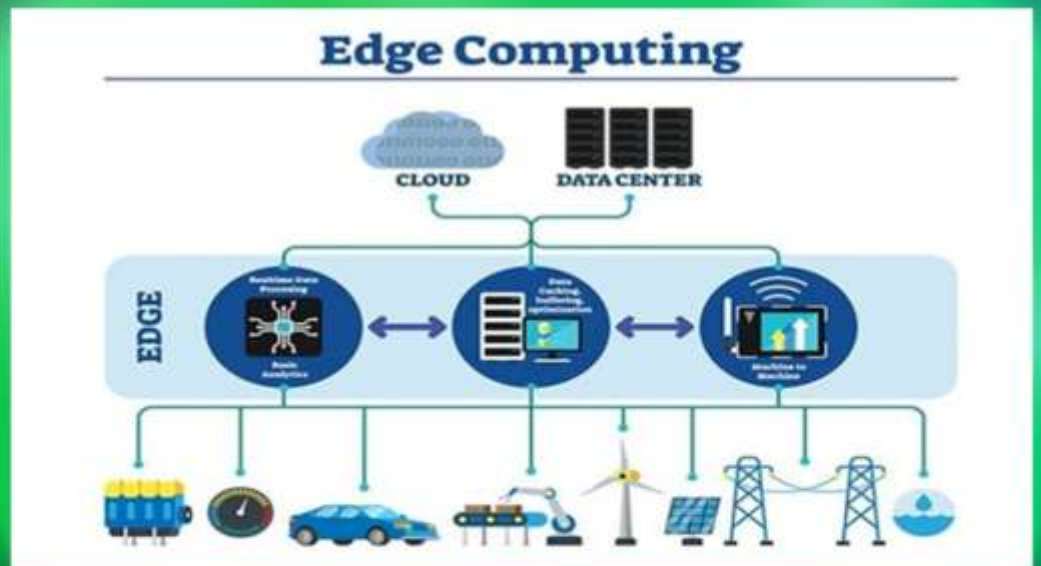 Edge Computing
CLOUD
DATA CENTER
EDGE
Realtime Data
Processing
Basic
Analytics
Data
Caching,
buffering,
optimization
Machine to
Machine